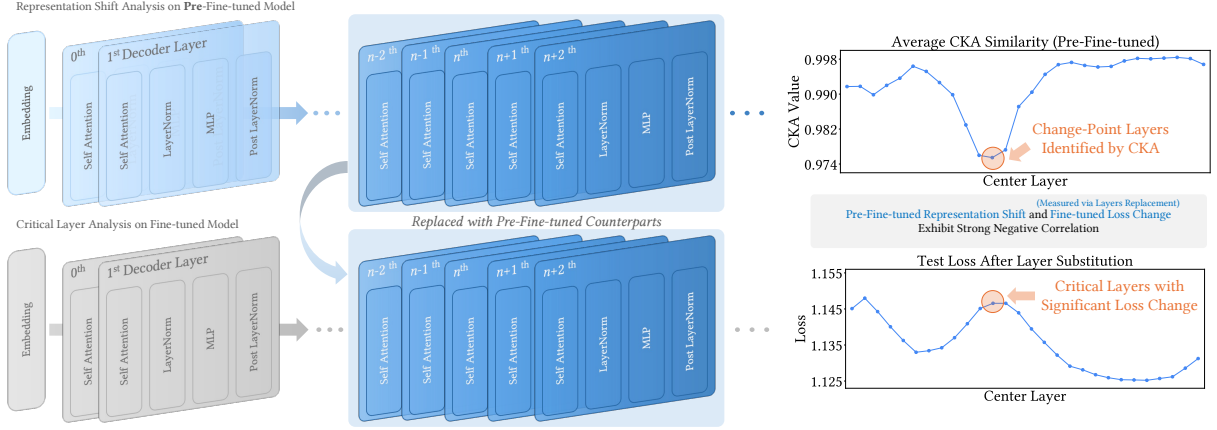 Representation Shift Analysis on Pre-Fine-tuned Model
Embedding
0th
Self Attention
1st Decoder Layer
Self Attention
LayerNorm
MLP
Post LayerNorm
n-2 th
Self Attention
n-1 th
Self Attention
nth
Self Attention
n+1 th
Self Attention
n+2 th
Self Attention
LayerNorm
MLP
Post LayerNorm
Average CKA Similarity (Pre-Fine-tuned)
CKA Value
0.998
0.990
0.982
0.974
Change-Point Layers
Identified by CKA
Center Layer
(Measured via Layers Replacement)
Pre-Fine-tuned Representation Shift and Fine-tuned Loss Change
Exhibit Strong Negative Correlation
Critical Layer Analysis on Fine-tuned Model
Replaced with Pre-Fine-tuned Counterparts
Embedding
0th
Self Attention
1st Decoder Layer
Self Attention
LayerNorm
MLP
Post LayerNorm
n-2 th
Self Attention
n-1 th
Self Attention
nth
Self Attention
n+1 th
Self Attention
n+2 th
Self Attention
LayerNorm
MLP
Post LayerNorm
Test Loss After Layer Substitution
Loss
1.155
1.145
1.135
1.125
Critical Layers with
Significant Loss Change
Center Layer